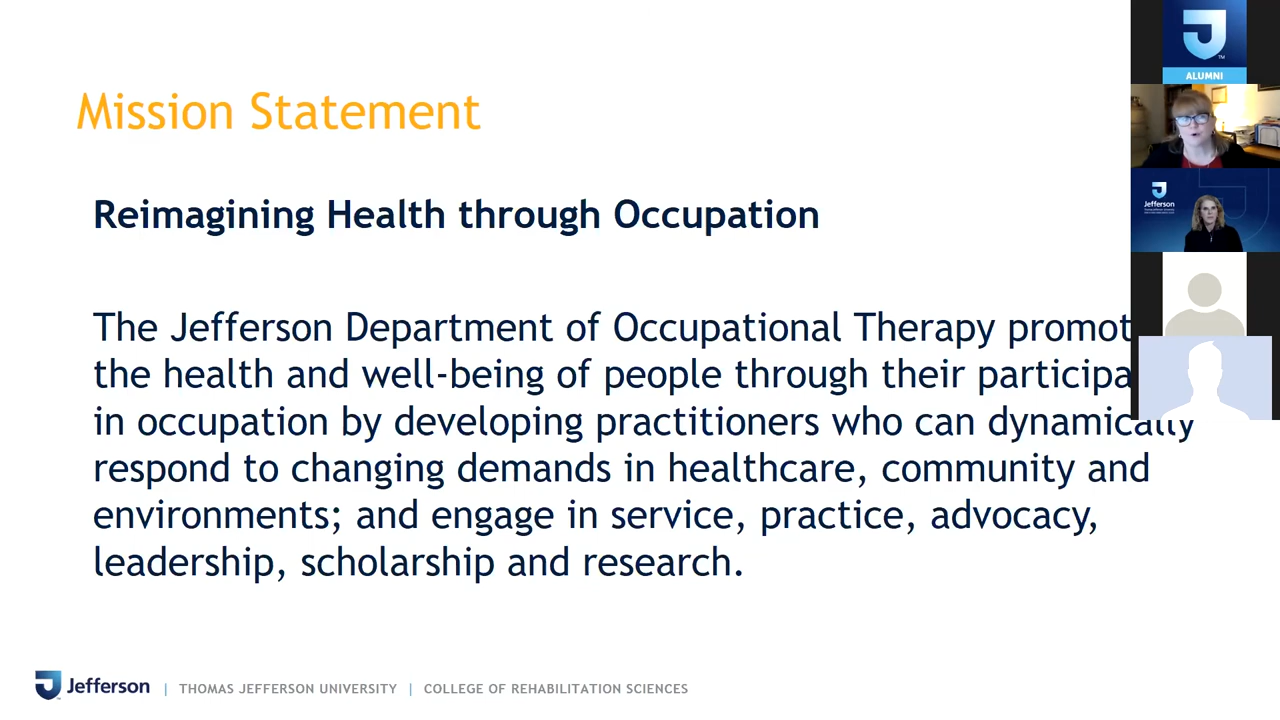 Mission Statement
Reimagining Health through Occupation
The Jefferson Department of Occupational Therapy
the health and well-being of people through their
in occupation by developing practitioners who can dynamically
respond to changing demands in healthcare, community and
environments; and engage in service, practice, advocacy,
leadership, scholarship and research.
Jefferson | THOMAS JEFFERSON UNIVERSITY | COLLEGE OF REHABILITATION SCIENCES
J
ALUMNI
Jefferson